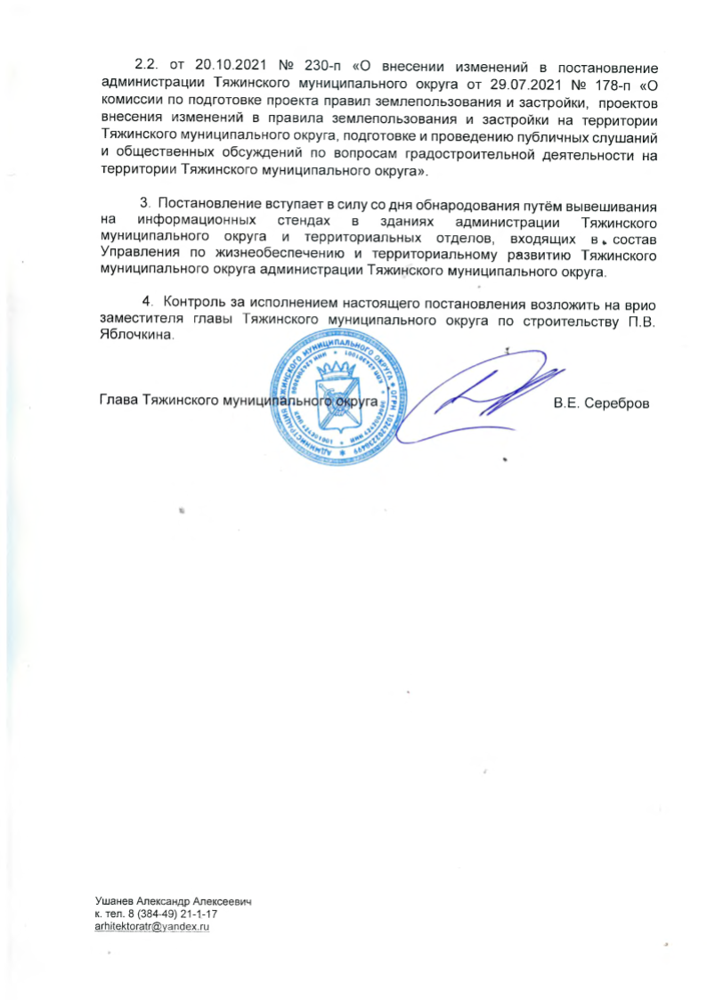 2.2. от 20.10.2021 № 230-п «О внесении изменений в постановление
администрации Тяжинского муниципального округа от 29.07.2021 № 178-п «О
комиссии по подготовке проекта правил землепользования и застройки, проектов
внесения изменений в правила землепользования и застройки на территории
Тяжинского муниципального округа, подготовке и проведению публичных слушаний
и общественных обсуждений по вопросам градостроительной деятельности на
территории Тяжинского муниципального округа».
3. Постановление вступает в силу со дня обнародования путём вывешивания
на информационных стендах в зданиях администрации Тяжинского
муниципального округа и территориальных отделов, входящих в состав
Управления по жизнеобеспечению и территориальному развитию Тяжинского
муниципального округа администрации Тяжинского муниципального округа.
4. Контроль за исполнением настоящего постановления возложить на врио
заместителя главы Тяжинского муниципального округа по строительству П.В.
Яблочкина.
АДМИНИСТРАЦИЯ ТЯЖИНСКОГО МУНИЦИПАЛЬНОГО ОКРУГА
Глава Тяжинского муниципального округа
В.Е. Серебров
Ушанев Александр Алексеевич
к. тел. 8 (384-49) 21-1-17
arhitektoratr@yandex.ru